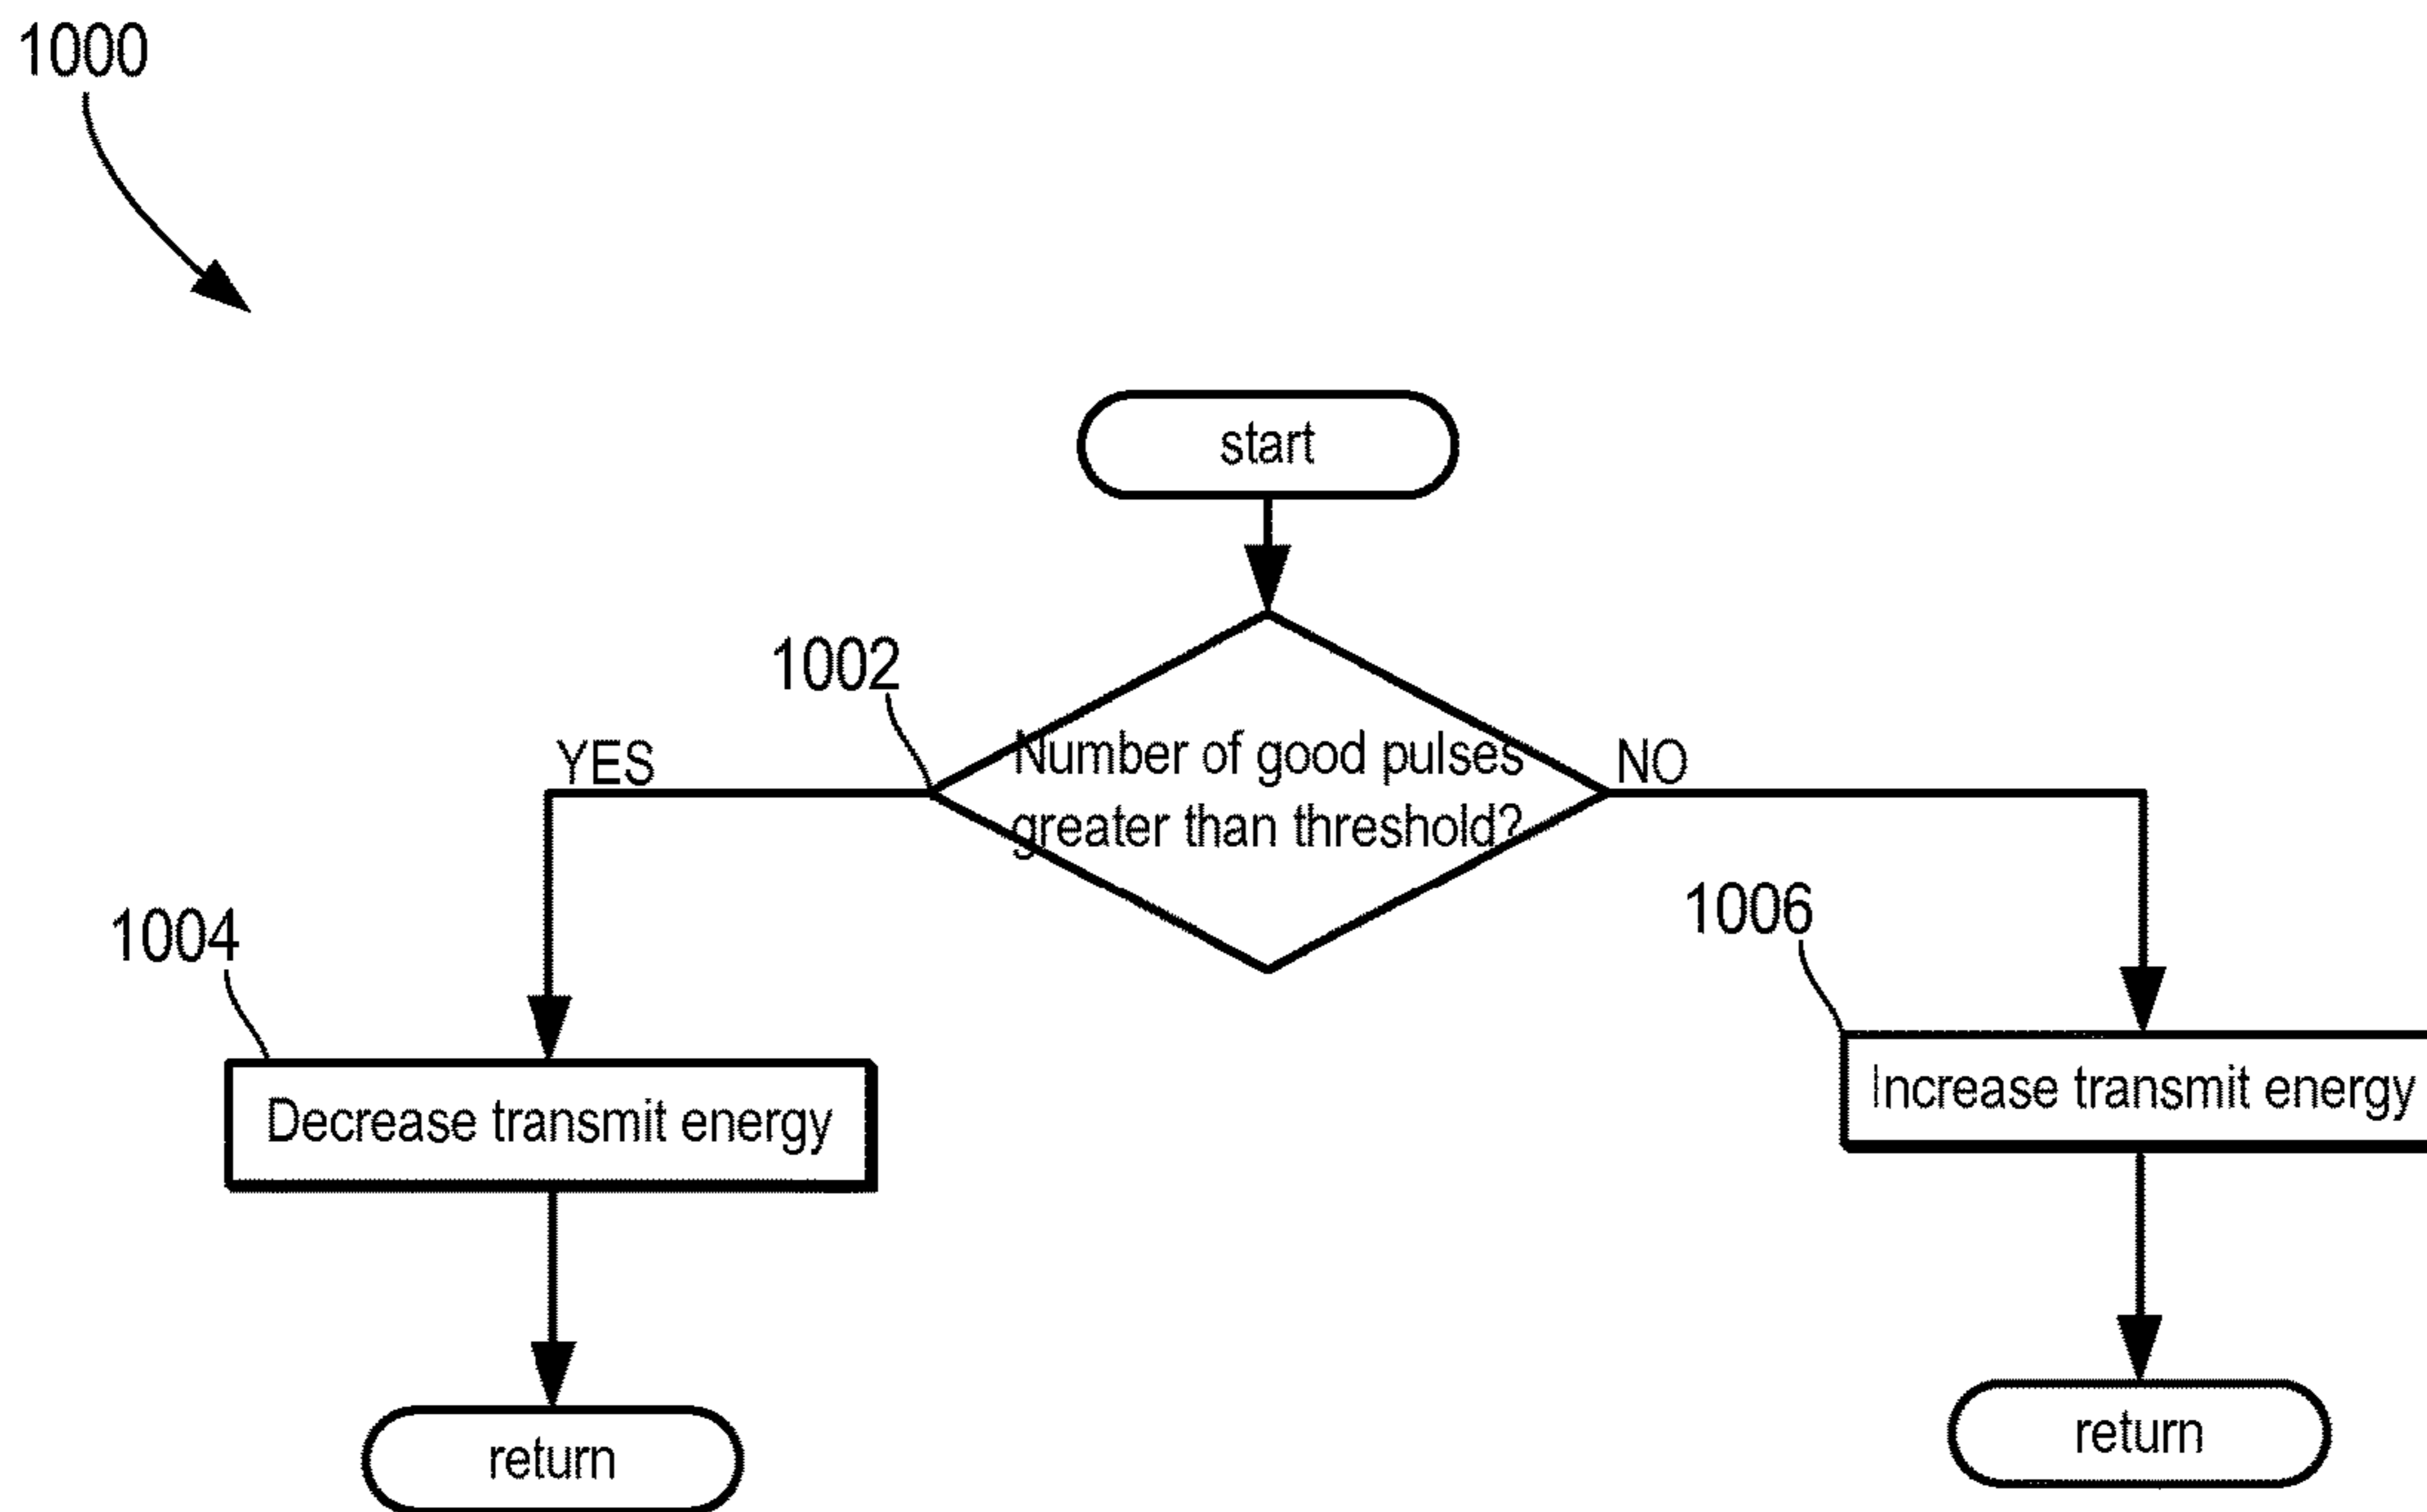 1000
start
1002
YES
Number of good pulses
greater than threshold?
NO
1004
1006
Decrease transmit energy
Increase transmit energy
return
return